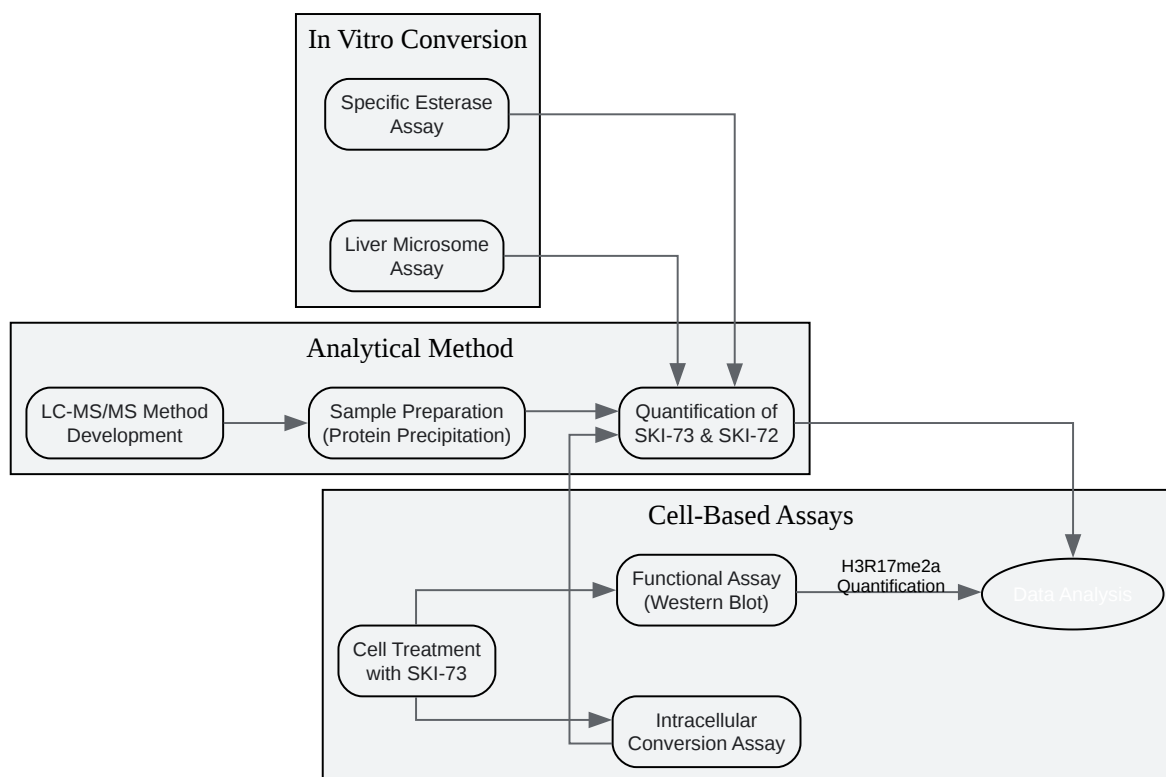 In Vitro Conversion
Specific Esterase
Assay
Liver Microsome
Assay
Analytical Method
LC-MS/MS Method
Development
Sample Preparation
(Protein Precipitation)
Quantification of
SKI-73 & SKI-72
Cell-Based Assays
Functional Assay
(Western Blot)
H3R17me2a
Quantification
Data Analysis
Cell Treatment
with SKI-73
Intracellular
Conversion Assay